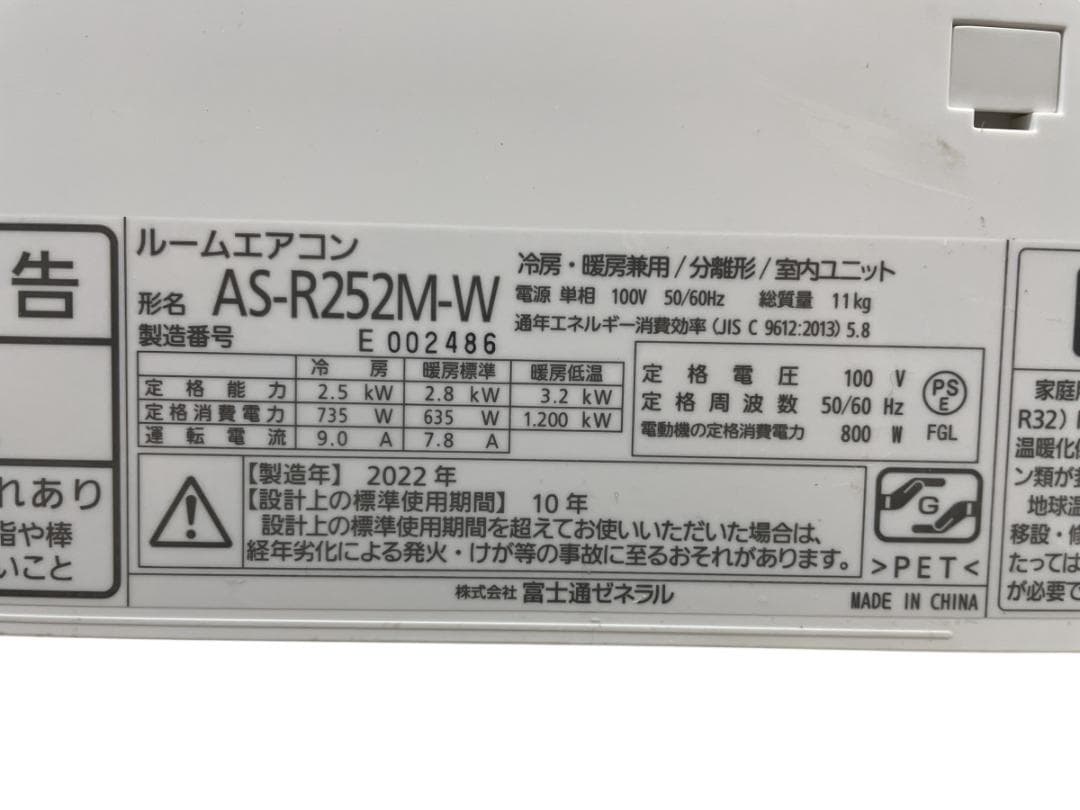 告
れあり
指や棒
いこと
ルームエアコン
形名 AS-R252M-W
製造番号 E 002486
冷房・暖房兼用/分離形/室内ユニット
電源 単相 100V 50/60Hz 総質量 11kg
通年エネルギー消費効率(JIS C 9612:2013) 5.8
冷房 暖房標準 暖房低温
定格能力 2.5 kW 2.8 kW 3.2 kW
定格消費電力 735 W 635 W 1.200 kW
運転電流 9.0 A 7.8 A
定格電圧 100 V
定格周波数 50/60 Hz
電動機の定格消費電力 800 W
PS
E
FGL
【製造年】 2022年
【設計上の標準使用期間】 10年
設計上の標準使用期間を超えてお使いいただいた場合は、
経年劣化による発火・けが等の事故に至るおそれがあります。
G
>PET<
株式会社 富士通ゼネラル
MADE IN CHINA
家庭
R32)
温暖化
ン類が
地球温
移設・修
たっては
が必要で